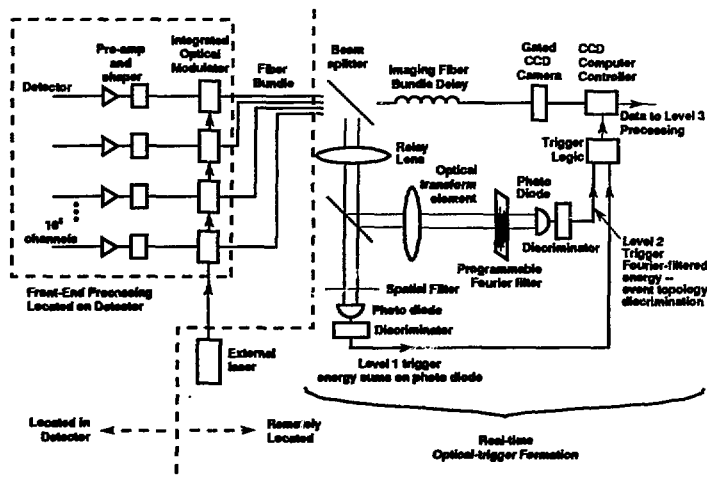 Pre-amp
and
shaper
Integrated
Optical
Modulator
Detector
Fiber
Bundle
10⁵
channels
Front-End Processing
Located on Detector
External
laser
Located in
Detector
Remotely
Located
Beam
splitter
Imaging Fiber
Bundle Delay
Gated
CCD
Camera
CCD
Computer
Controller
Data to Level 3
Processing
Trigger
Logic
Relay
Lens
Optical
transform
element
Photo
Diode
Discriminator
Programmable
Fourier filter
Level 2
Trigger
Fourier-filtered
energy --
event topology
discrimination
Spatial Filter
Photo diode
Discriminator
Level 1 trigger
energy sums on photo diode
Real-time
Optical-trigger Formation